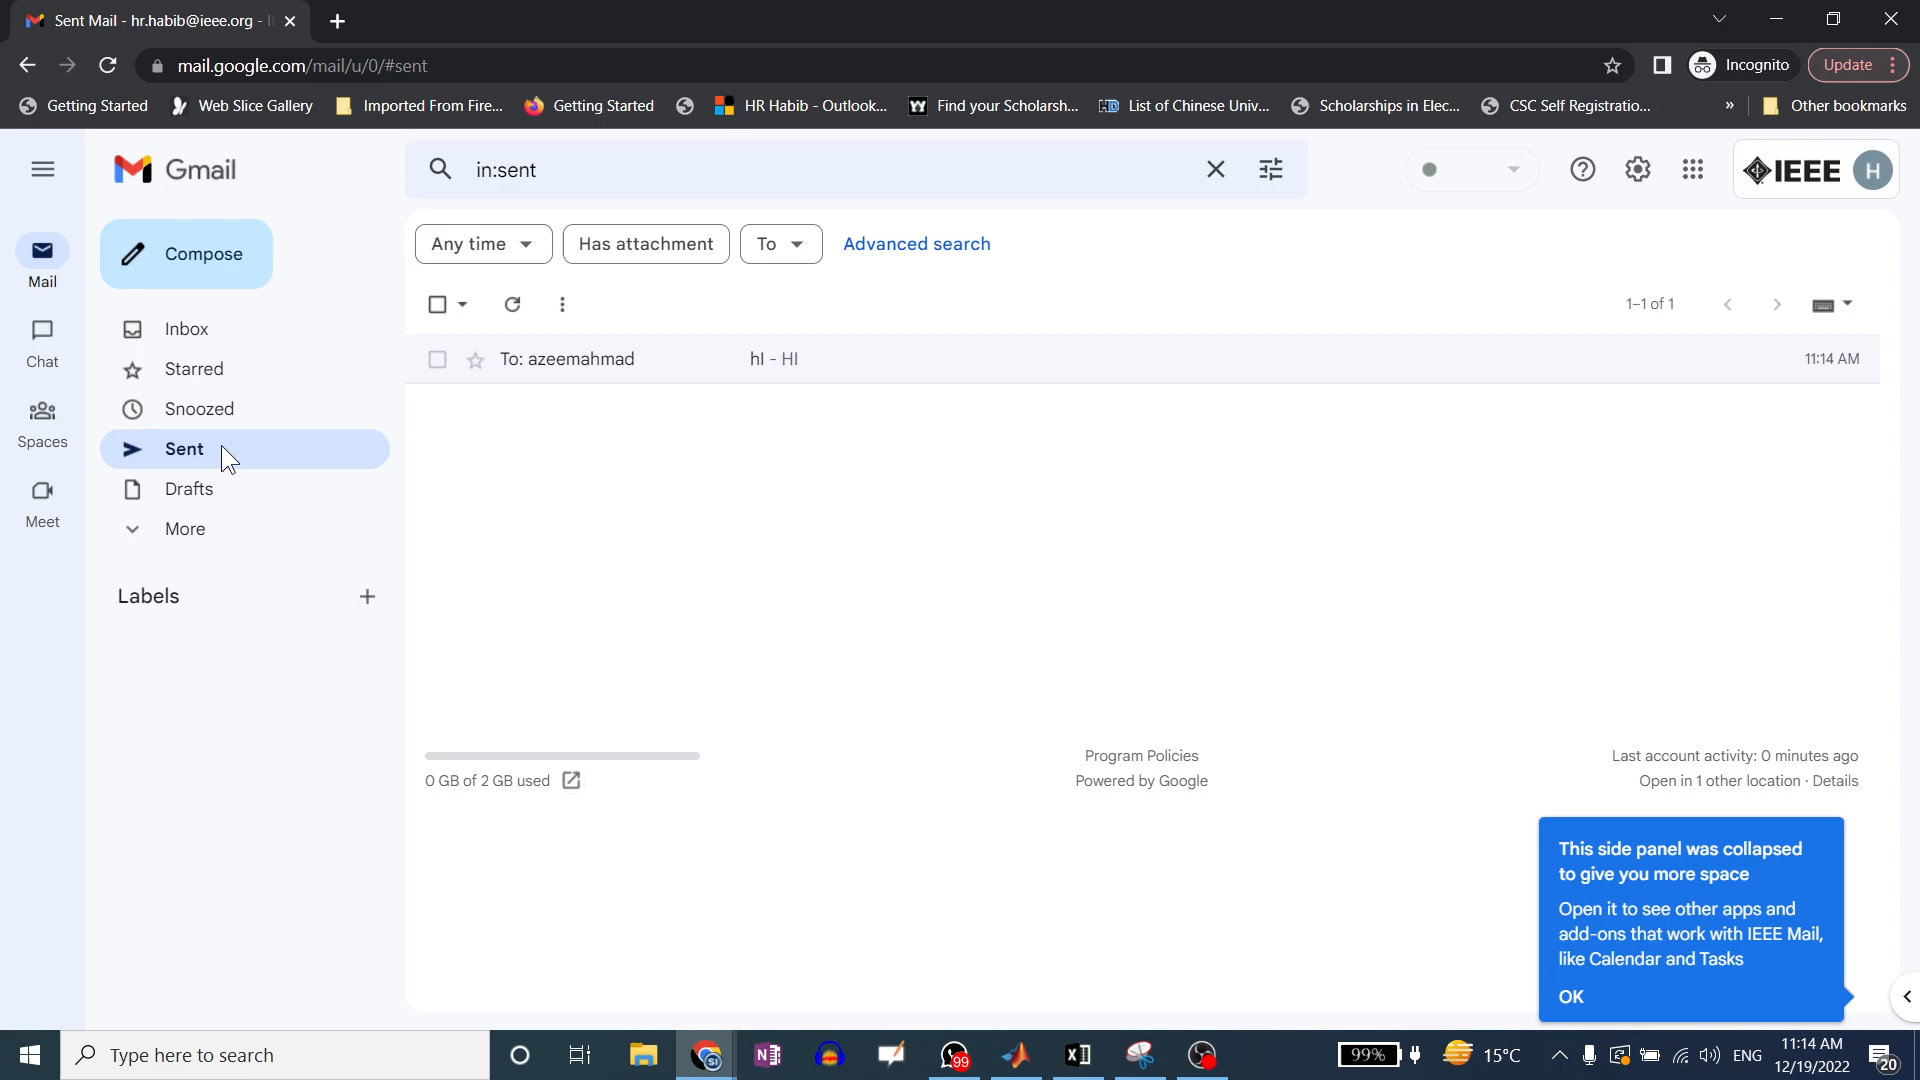 Sent Mail - hr.habib@ieee.org - I
mail.google.com/mail/u/0/#sent
Incognito
Update
Getting Started
Web Slice Gallery
Imported From Fire...
Getting Started
HR Habib - Outlook...
Find your Scholarsh...
List of Chinese Univ...
Scholarships in Elec...
CSC Self Registratio...
»
Other bookmarks
Gmail
in:sent
IEEE
H
Compose
Any time
Has attachment
To
Advanced search
Mail
Chat
Spaces
Meet
Inbox
Starred
Snoozed
Sent
Drafts
More
Labels
1–1 of 1
To: azeemahmad
hI - HI
11:14 AM
0 GB of 2 GB used
Program Policies
Powered by Google
Last account activity: 0 minutes ago
Open in 1 other location · Details
This side panel was collapsed
to give you more space
Open it to see other apps and
add-ons that work with IEEE Mail,
like Calendar and Tasks
OK
Type here to search
99
99%
15°C
ENG
11:14 AM
12/19/2022
20